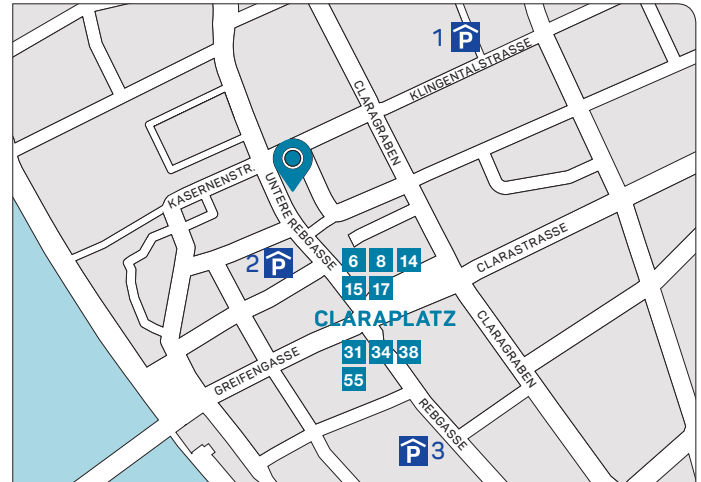 1 P
KLINGENTALSTRASSE
CLARAGRABEN
KASERNENSTR.
UNTERE REBGASSE
2 P
6 8 14
15 17
CLARASTRASSE
CLARAPLATZ
CLARAGRABEN
31 34 38
GREIFENGASSE
55
REBGASSE
P 3